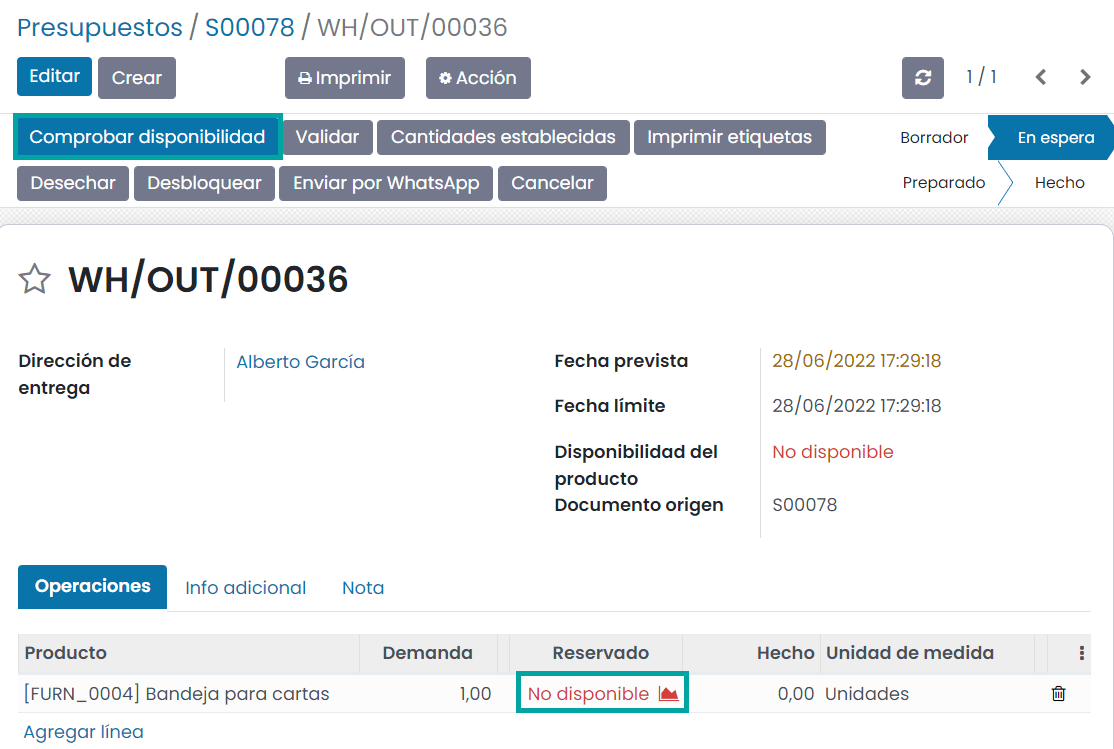 Presupuestos / S00078 / WH/OUT/00036
Editar Crear Imprimir Acción 1 / 1
Comprobar disponibilidad Validar Cantidades establecidas Imprimir etiquetas Borrador En espera
Desechar Desbloquear Enviar por WhatsApp Cancelar Preparado Hecho
WH/OUT/00036
Dirección de
entrega
Alberto García
Fecha prevista 28/06/2022 17:29:18
Fecha límite 28/06/2022 17:29:18
Disponibilidad del
producto
No disponible
Documento origen S00078
Operaciones Info adicional Nota
Producto Demanda Reservado Hecho Unidad de medida
[FURN_0004] Bandeja para cartas 1,00 No disponible 0,00 Unidades
Agregar línea